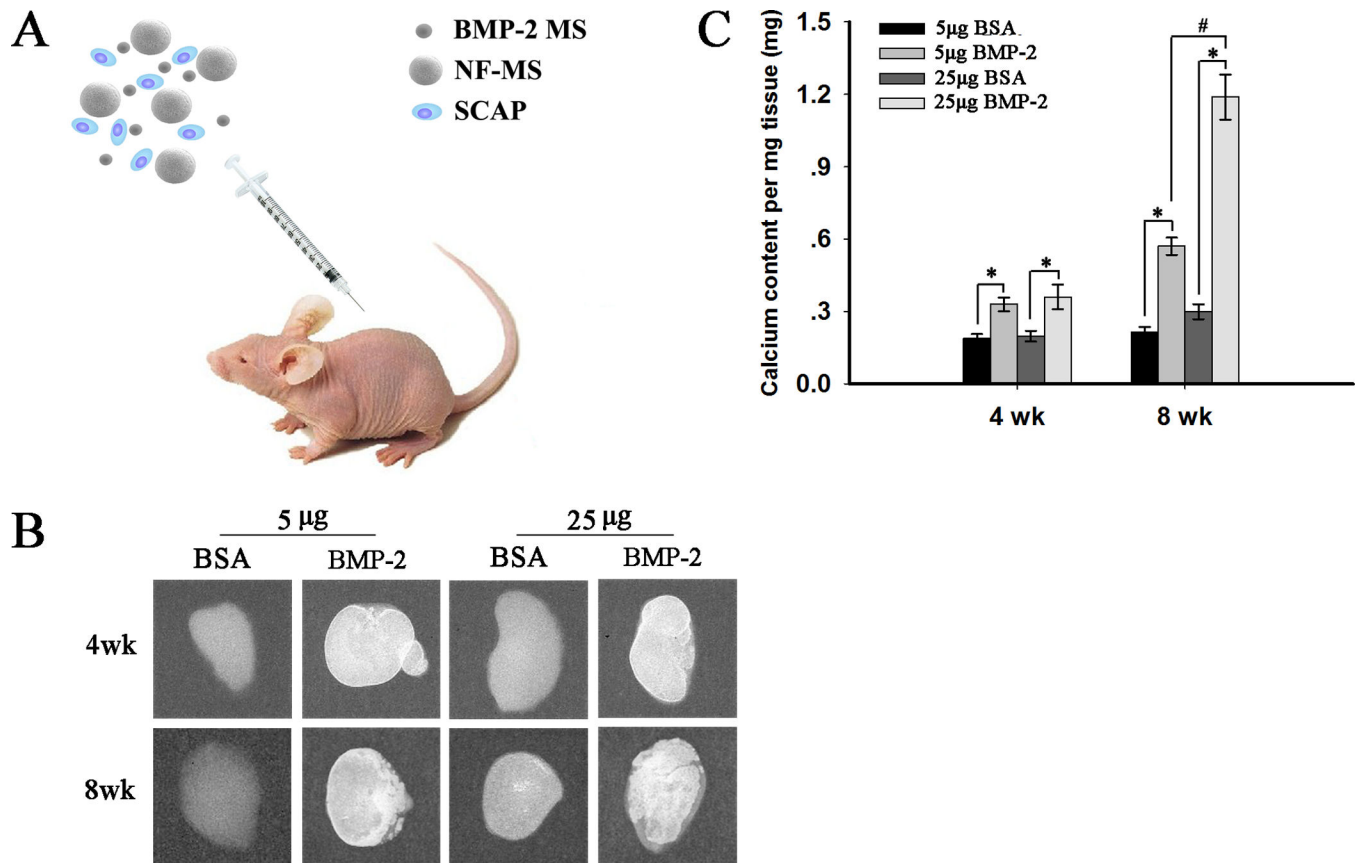 A
BMP-2 MS
NF-MS
SCAP
B
5 μg
25 μg
BSA
BMP-2
BSA
BMP-2
4wk
8wk
C
Calcium content per mg tissue (mg)
1.5
1.2
.9
.6
.3
0.0
5μg BSA
5μg BMP-2
25μg BSA
25μg BMP-2
*
*
*
#
*
4 wk
8 wk